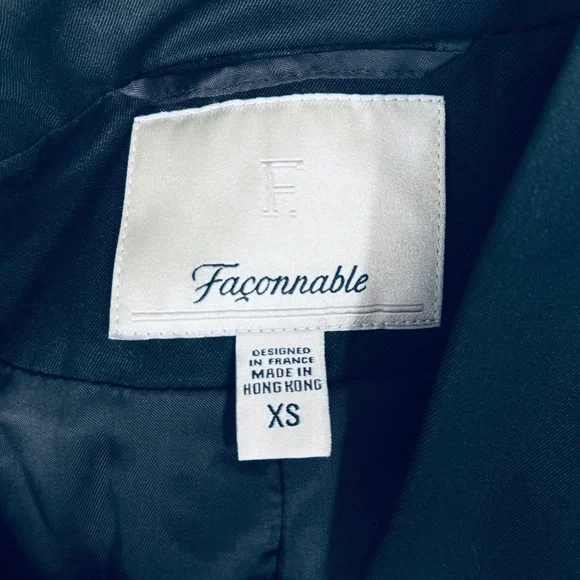 F.
Façonnable
DESIGNED
IN FRANCE
MADE IN
HONG KONG
XS